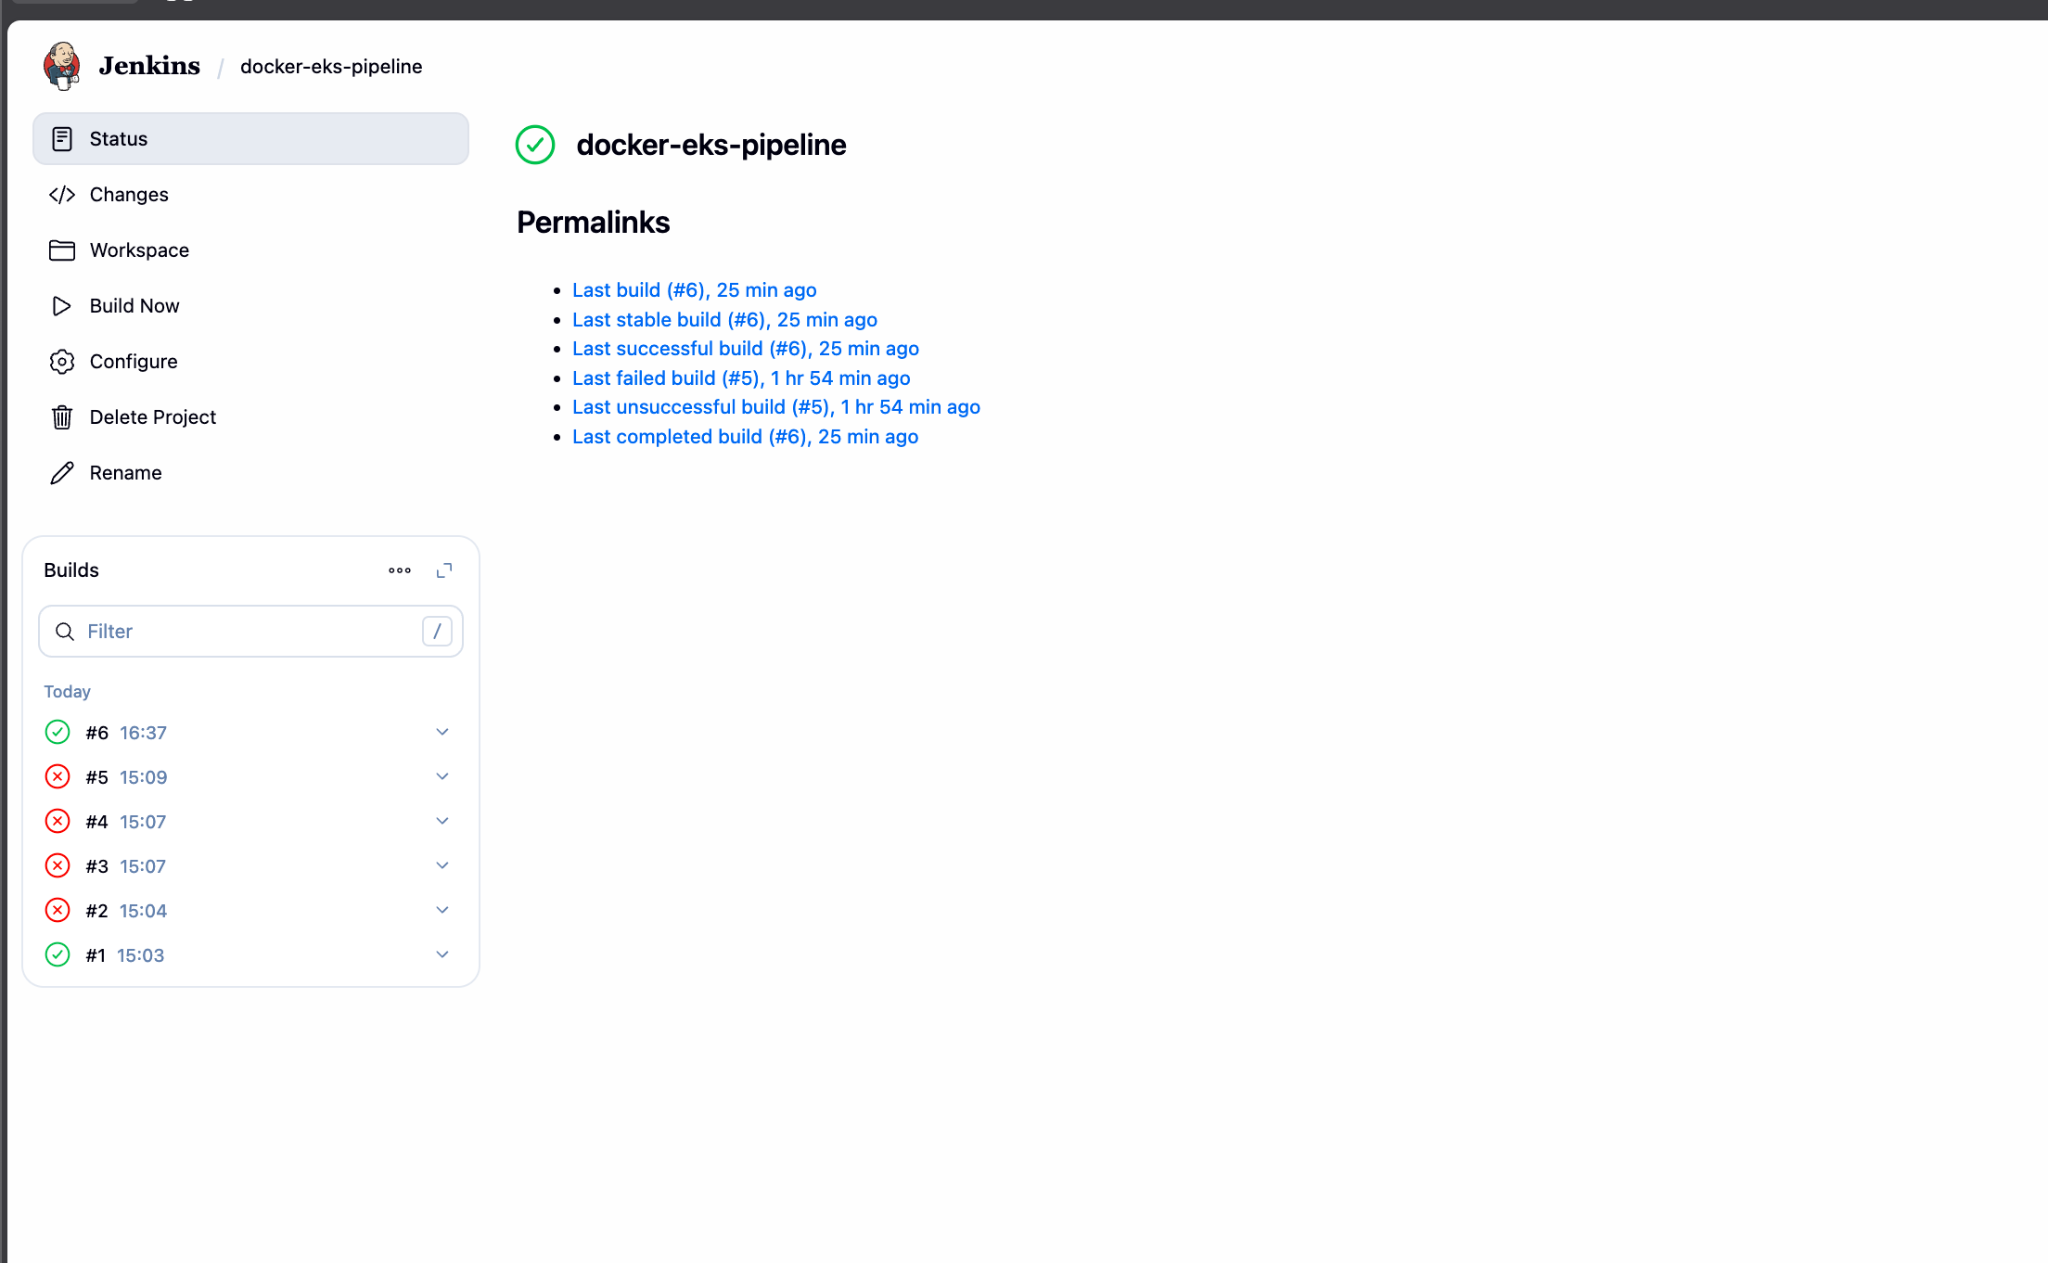 Jenkins / docker-eks-pipeline
Status
Changes
Workspace
Build Now
Configure
Delete Project
Rename
Builds
Filter /
Today
#6 16:37
#5 15:09
#4 15:07
#3 15:07
#2 15:04
#1 15:03
docker-eks-pipeline
Permalinks
Last build (#6), 25 min ago
Last stable build (#6), 25 min ago
Last successful build (#6), 25 min ago
Last failed build (#5), 1 hr 54 min ago
Last unsuccessful build (#5), 1 hr 54 min ago
Last completed build (#6), 25 min ago